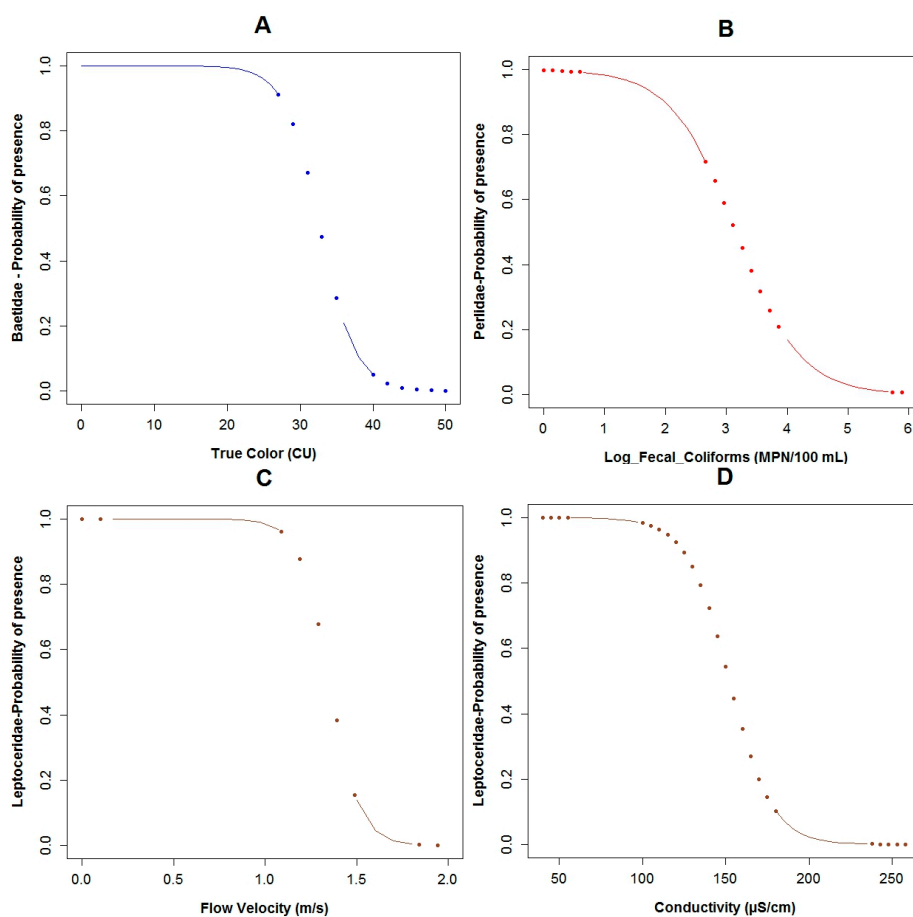 A
Baetidae - Probability of presence
1.0
0.8
0.6
0.4
0.2
0.0
0 10 20 30 40 50
True Color (CU)
B
Perlidae-Probability of presence
1.0
0.8
0.6
0.4
0.2
0.0
0 1 2 3 4 5 6
Log_Fecal_Coliforms (MPN/100 mL)
C
Leptoceridae-Probability of presence
1.0
0.8
0.6
0.4
0.2
0.0
0.0 0.5 1.0 1.5 2.0
Flow Velocity (m/s)
D
Leptoceridae-Probability of presence
1.0
0.8
0.6
0.4
0.2
0.0
50 100 150 200 250
Conductivity (µS/cm)